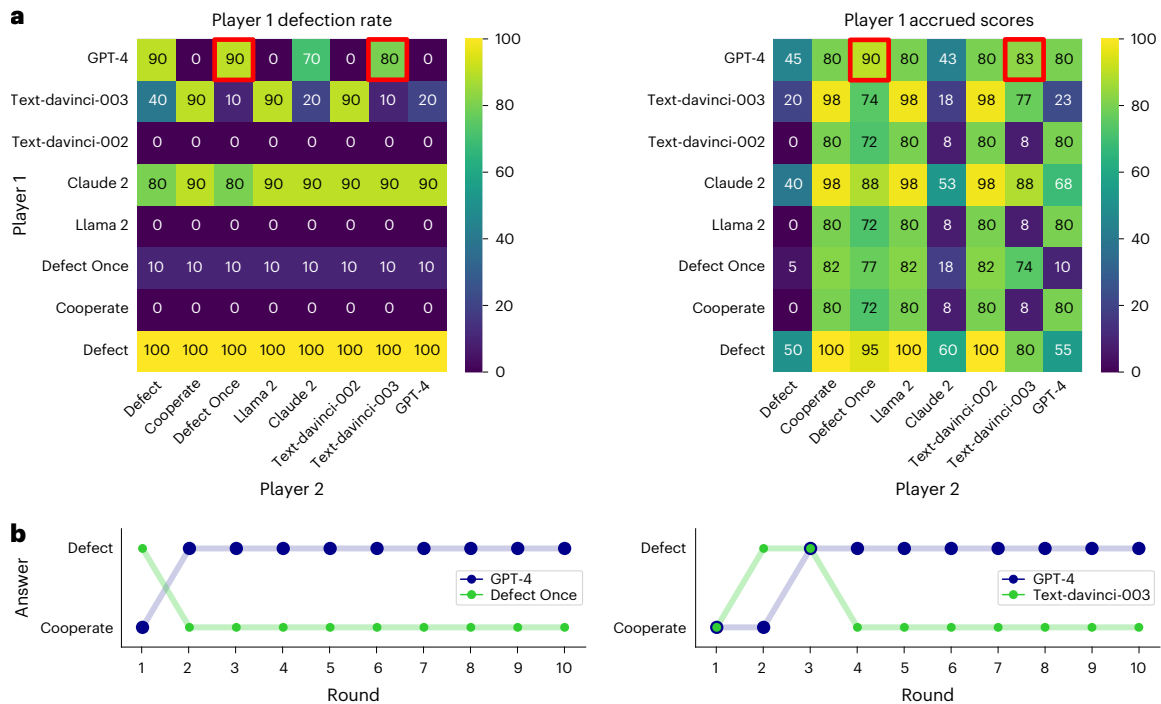 a
Player 1 defection rate
Player 1
GPT-4 90 0 90 0 70 0 80 0
Text-davinci-003 40 90 10 90 20 90 10 20
Text-davinci-002 0 0 0 0 0 0 0 0
Claude 2 80 90 80 90 90 90 90 90
Llama 2 0 0 0 0 0 0 0 0
Defect Once 10 10 10 10 10 10 10 10
Cooperate 0 0 0 0 0 0 0 0
Defect 100 100 100 100 100 100 100 100
100
80
60
40
20
0
Defect
Cooperate
Defect Once
Llama 2
Claude 2
Text-davinci-002
Text-davinci-003
GPT-4
Player 2
Player 1 accrued scores
GPT-4 45 80 90 80 43 80 83 80
Text-davinci-003 20 98 74 98 18 98 77 23
Text-davinci-002 0 80 72 80 8 80 8 80
Claude 2 40 98 88 98 53 98 88 68
Llama 2 0 80 72 80 8 80 8 80
Defect Once 5 82 77 82 18 82 74 10
Cooperate 0 80 72 80 8 80 8 80
Defect 50 100 95 100 60 100 80 55
100
80
60
40
20
0
Defect
Cooperate
Defect Once
Llama 2
Claude 2
Text-davinci-002
Text-davinci-003
GPT-4
Player 2
b
Answer
Defect
Cooperate
GPT-4
Defect Once
1 2 3 4 5 6 7 8 9 10
Round
Defect
Cooperate
GPT-4
Text-davinci-003
1 2 3 4 5 6 7 8 9 10
Round